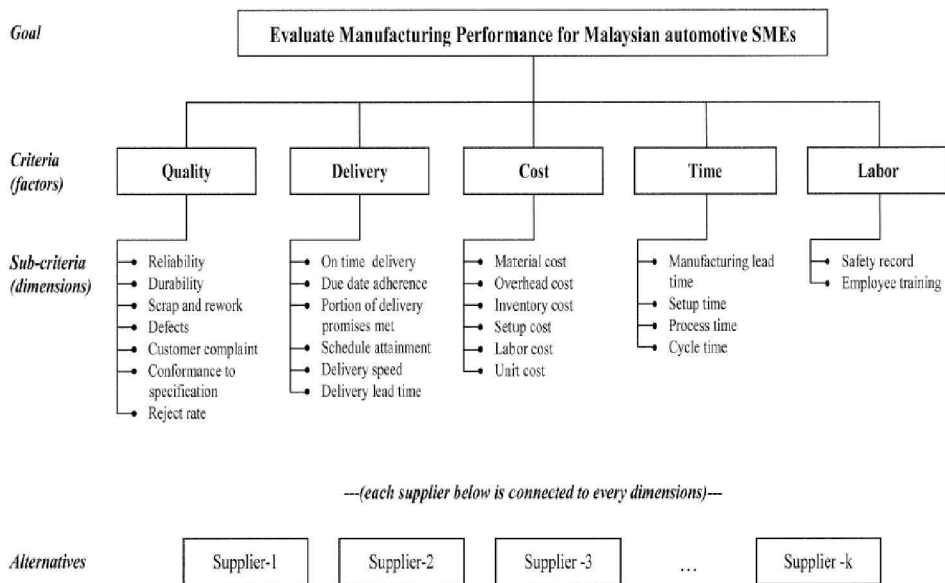 Goal
Evaluate Manufacturing Performance for Malaysian automotive SMEs
Criteria
(factors)
Quality
Delivery
Cost
Time
Labor
Sub-criteria
(dimensions)
Reliability
Durability
Scrap and rework
Defects
Customer complaint
Conformance to
specification
Reject rate
On time delivery
Due date adherence
Portion of delivery
promises met
Schedule attainment
Delivery speed
Delivery lead time
Material cost
Overhead cost
Inventory cost
Setup cost
Labor cost
Unit cost
Manufacturing lead
time
Setup time
Process time
Cycle time
Safety record
Employee training
---(each supplier below is connected to every dimensions)---
Alternatives
Supplier-1
Supplier-2
Supplier -3
...
Supplier -k